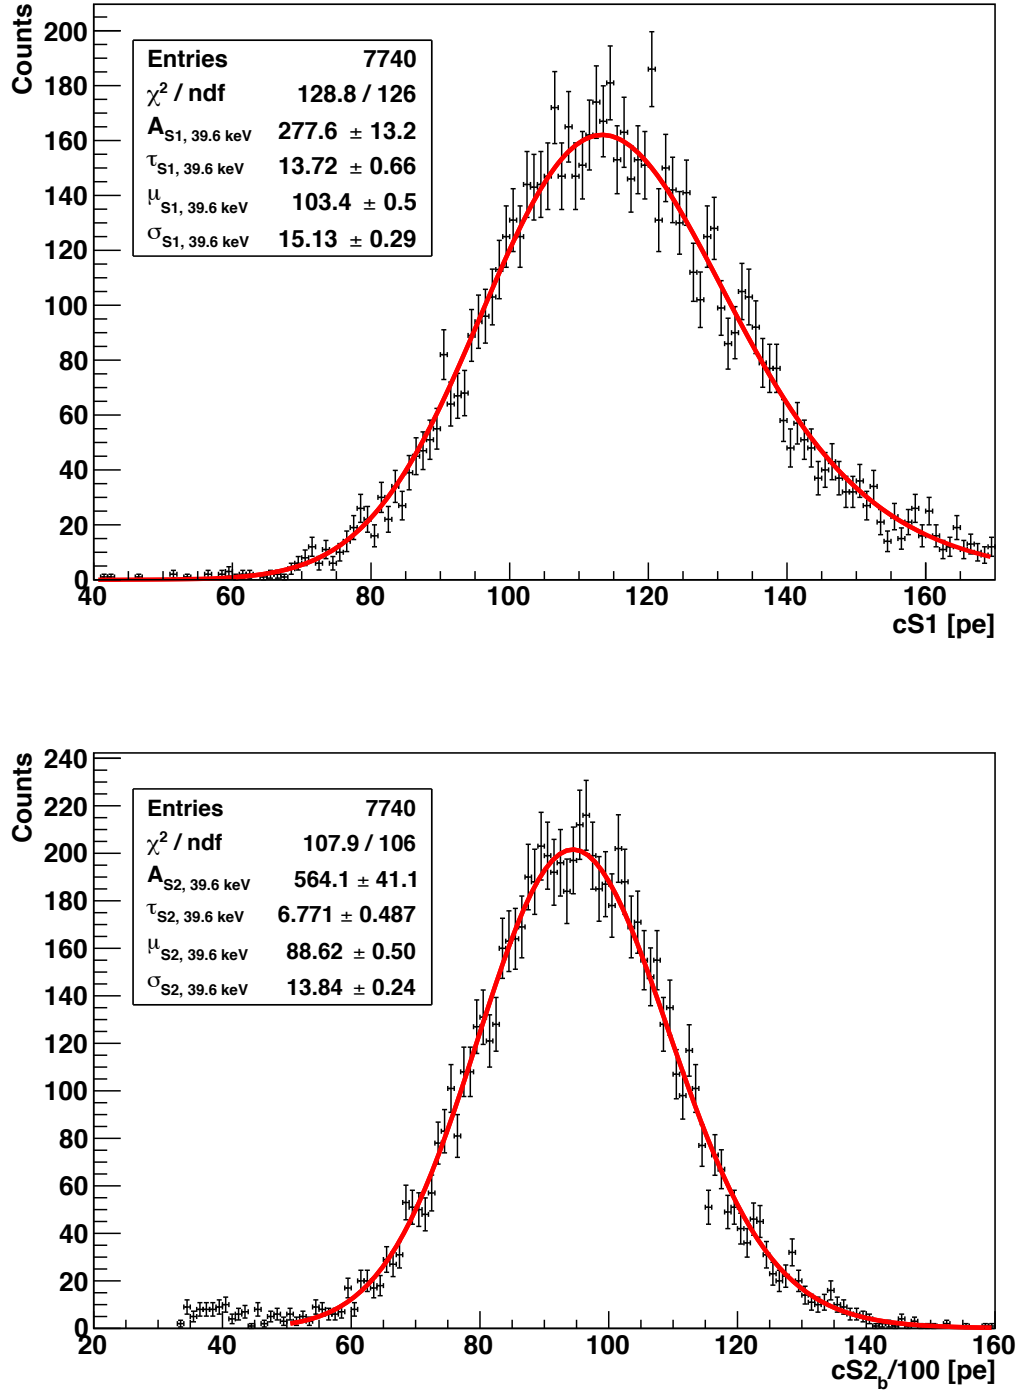 Counts
200
180
160
140
120
100
80
60
40
20
0
Entries 7740
χ² / ndf 128.8 / 126
A_S1, 39.6 keV 277.6 ± 13.2
τ_S1, 39.6 keV 13.72 ± 0.66
μ_S1, 39.6 keV 103.4 ± 0.5
σ_S1, 39.6 keV 15.13 ± 0.29
40 60 80 100 120 140 160
cS1 [pe]
Counts
240
220
200
180
160
140
120
100
80
60
40
20
0
Entries 7740
χ² / ndf 107.9 / 106
A_S2, 39.6 keV 564.1 ± 41.1
τ_S2, 39.6 keV 6.771 ± 0.487
μ_S2, 39.6 keV 88.62 ± 0.50
σ_S2, 39.6 keV 13.84 ± 0.24
20 40 60 80 100 120 140 160
cS2_b/100 [pe]